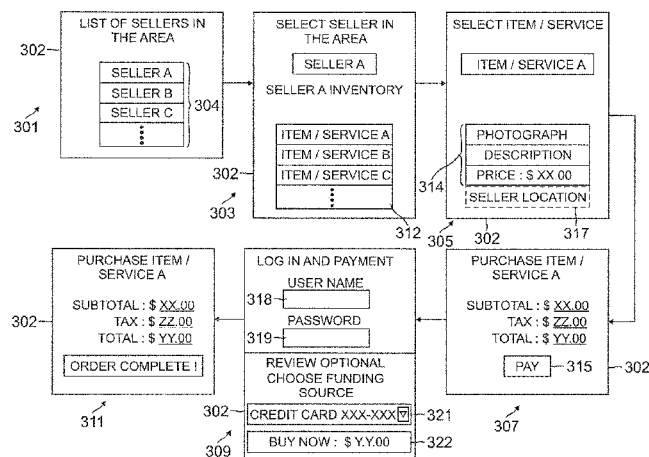 LIST OF SELLERS IN
THE AREA
302
SELLER A
SELLER B
SELLER C
304
301
SELECT SELLER IN
THE AREA
SELLER A
SELLER A INVENTORY
ITEM / SERVICE A
ITEM / SERVICE B
ITEM / SERVICE C
302
303
312
SELECT ITEM / SERVICE
ITEM / SERVICE A
PHOTOGRAPH
DESCRIPTION
PRICE : $ XX.00
314
SELLER LOCATION
305
302
317
PURCHASE ITEM /
SERVICE A
SUBTOTAL : $ XX.00
TAX : $ ZZ.00
TOTAL : $ YY.00
PAY
315
302
307
LOG IN AND PAYMENT
USER NAME
318
PASSWORD
319
REVIEW OPTIONAL
CHOOSE FUNDING
SOURCE
302
CREDIT CARD XXX-XXX
321
BUY NOW : $ Y.Y.00
322
309
PURCHASE ITEM /
SERVICE A
302
SUBTOTAL : $ XX.00
TAX : $ ZZ.00
TOTAL : $ YY.00
ORDER COMPLETE !
311